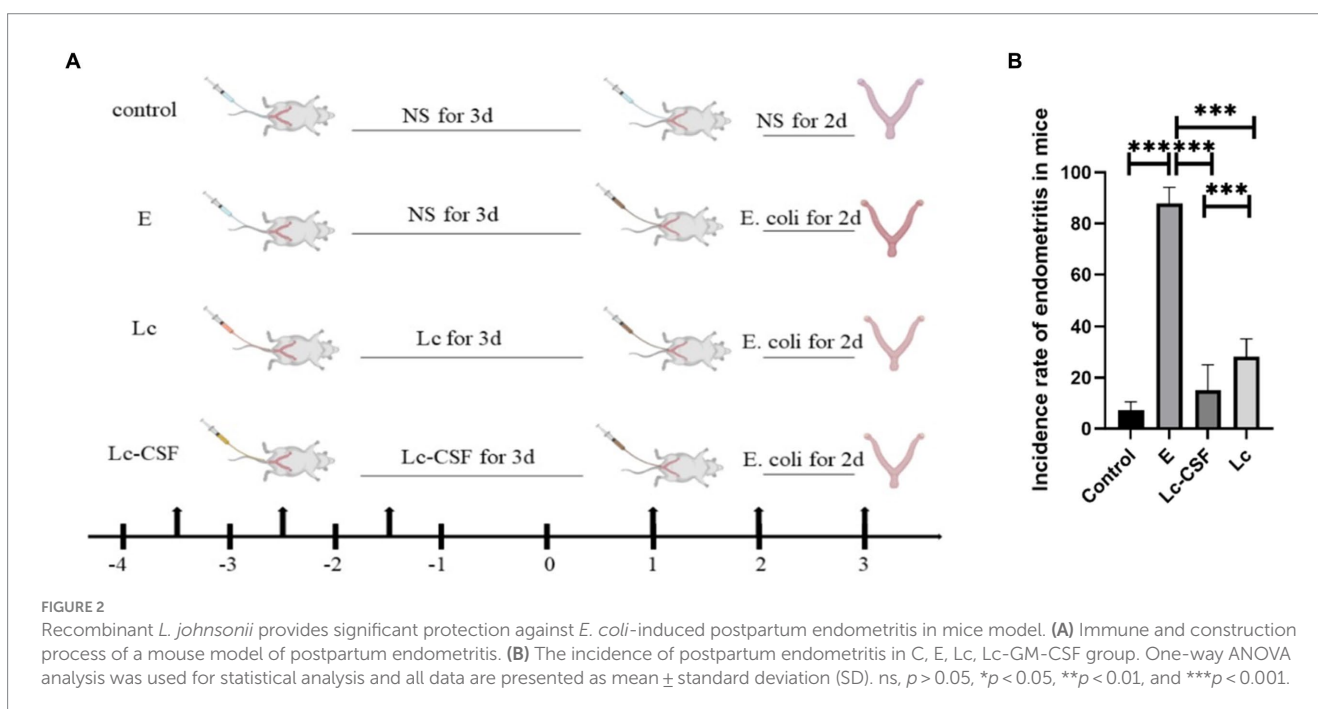 A
control
NS for 3d
NS for 2d
E
NS for 3d
E. coli for 2d
Lc
Lc for 3d
E. coli for 2d
Lc-CSF
Lc-CSF for 3d
E. coli for 2d
-4 -3 -2 -1 0 1 2 3
B
Incidence rate of endometritis in mice
***
*** ***
***
100
80
60
40
20
0
Control
E
Lc-CSF
Lc
FIGURE 2
Recombinant L. johnsonii provides significant protection against E. coli-induced postpartum endometritis in mice model. (A) Immune and construction
process of a mouse model of postpartum endometritis. (B) The incidence of postpartum endometritis in C, E, Lc, Lc-GM-CSF group. One-way ANOVA
analysis was used for statistical analysis and all data are presented as mean ± standard deviation (SD). ns, p > 0.05, *p < 0.05, **p < 0.01, and ***p < 0.001.